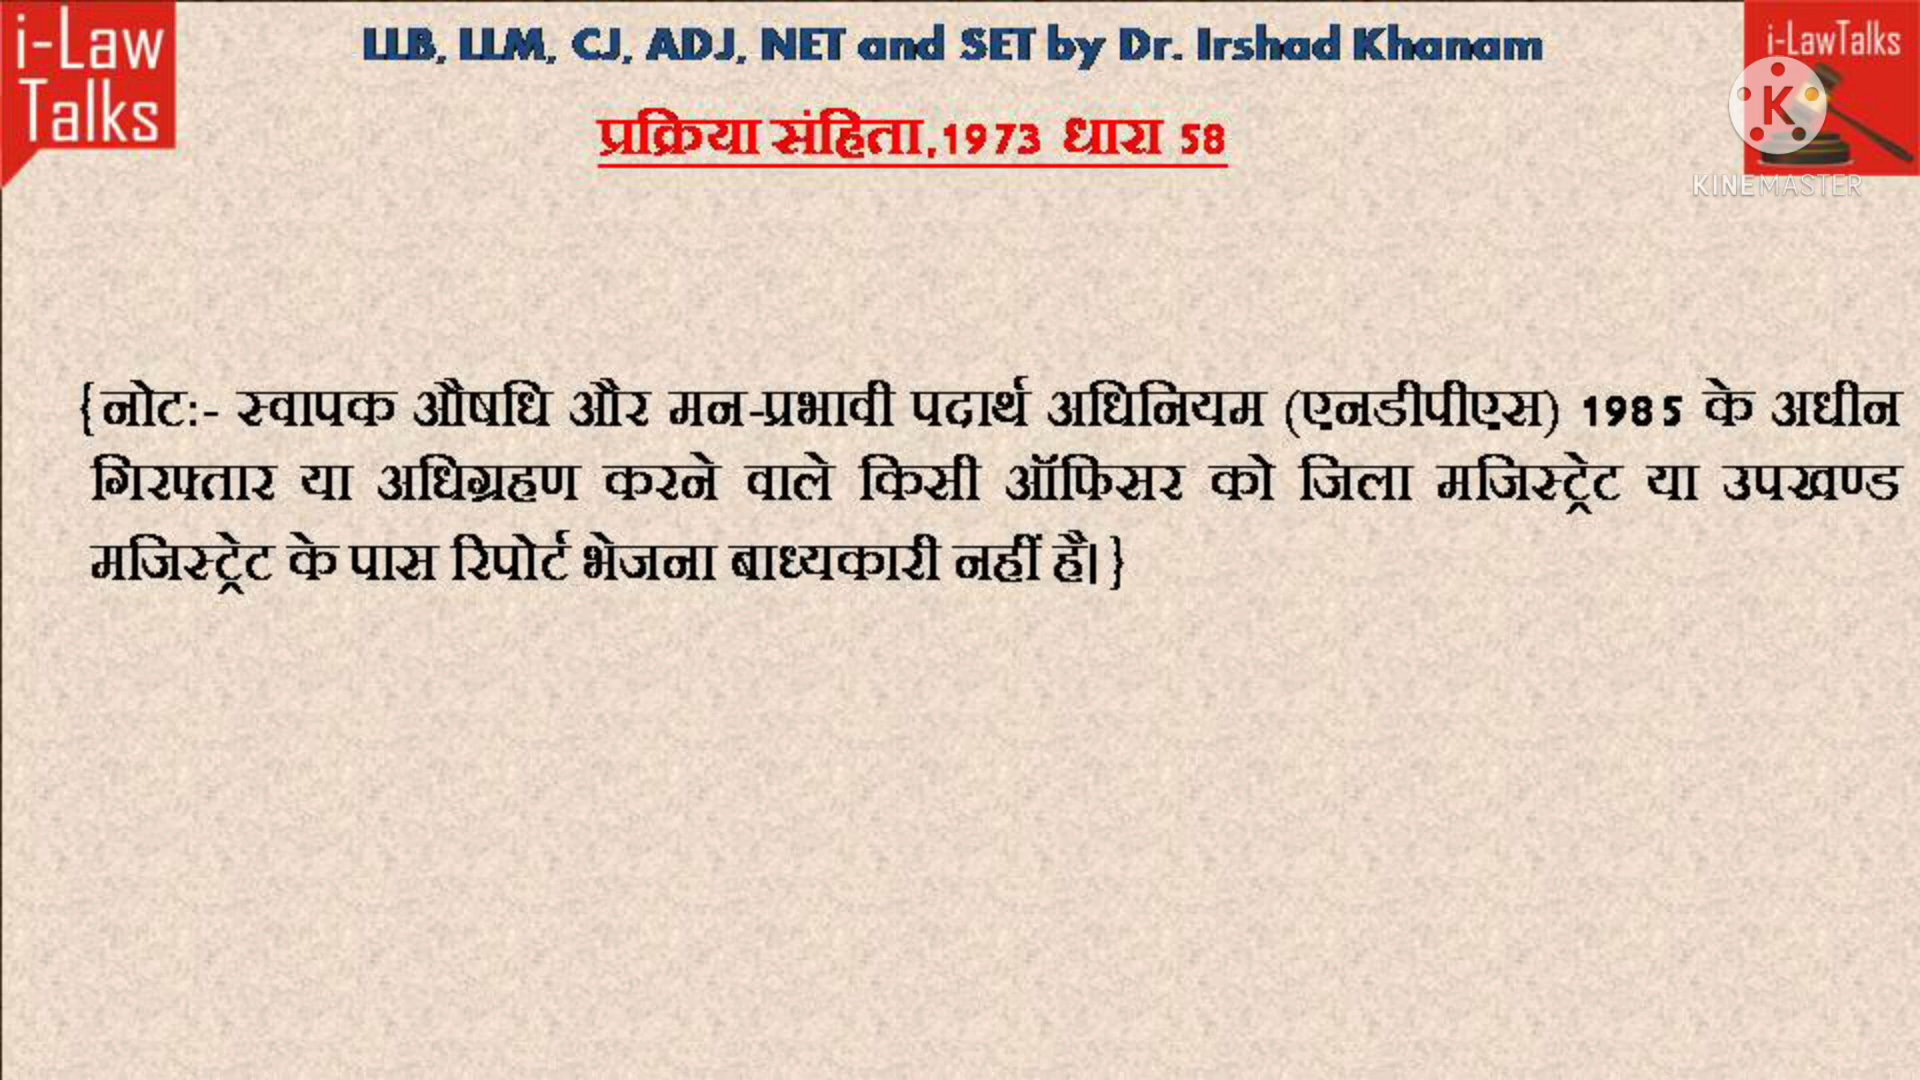 i-Law
Talks
LLB, LLM, CJ, ADJ, NET and SET by Dr. Irshad Khanam
i-LawTalks
K
KINEMASTER
प्रक्रिया संहिता,1973 धारा 58
{नोट:- स्वापक औषधि और मन-प्रभावी पदार्थ अधिनियम (एनडीपीएस) 1985 के अधीन
गिरफ्तार या अधिग्रहण करने वाले किसी ऑफिसर को जिला मजिस्ट्रेट या उपखण्ड
मजिस्ट्रेट के पास रिपोर्ट भेजना बाध्यकारी नहीं है।}